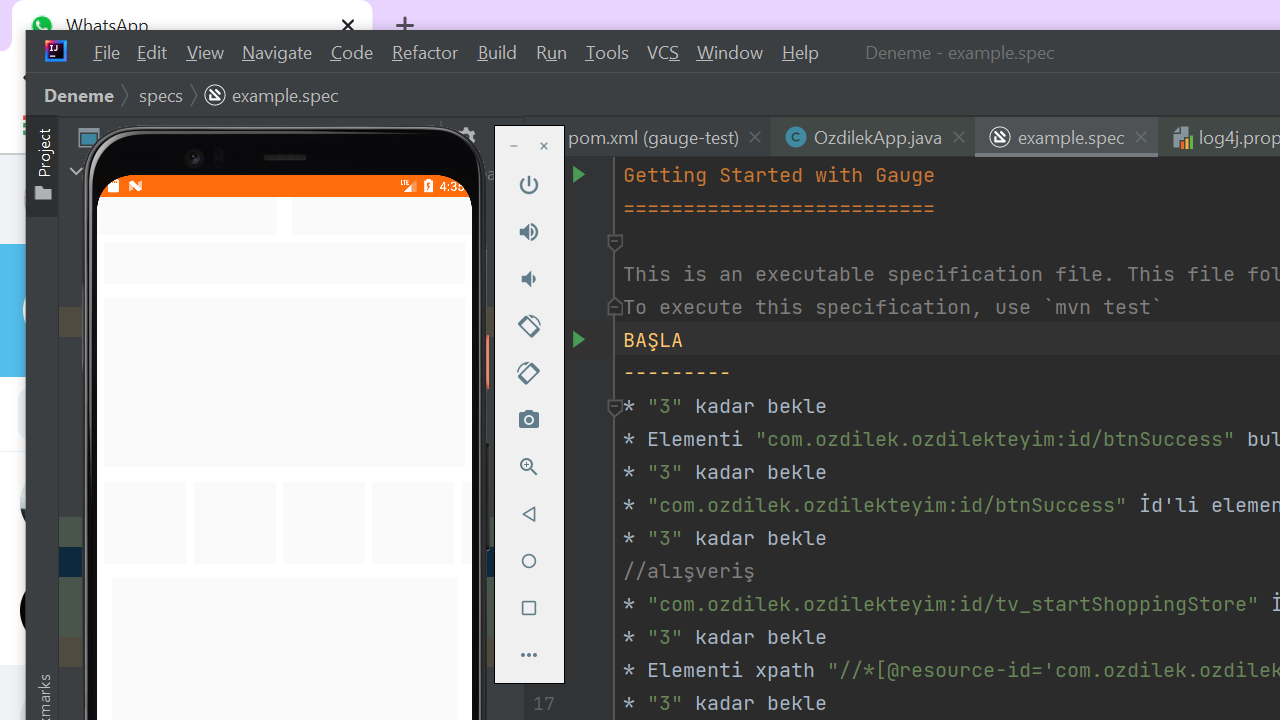 WhatsApp
File Edit View Navigate Code Refactor Build Run Tools VCS Window Help Deneme - example.spec
Deneme specs example.spec
Project
pom.xml (gauge-test) OzdilekApp.java example.spec log4j.prop
LTE 4:33
Getting Started with Gauge
==========================
This is an executable specification file. This file fol
To execute this specification, use `mvn test`
BAŞLA
---------
* "3" kadar bekle
* Elementi "com.ozdilek.ozdilekteyim:id/btnSuccess" bul
* "3" kadar bekle
* "com.ozdilek.ozdilekteyim:id/btnSuccess" İd'li elemen
* "3" kadar bekle
//alışveriş
* "com.ozdilek.ozdilekteyim:id/tv_startShoppingStore" İ
* "3" kadar bekle
* Elementi xpath "//*[@resource-id='com.ozdilek.ozdilek
17 * "3" kadar bekle